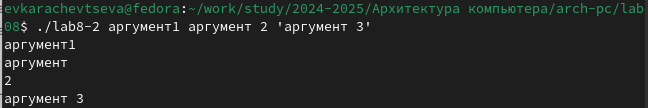 evkarachevtseva@fedora:~/work/study/2024-2025/Архитектура компьютера/arch-pc/lab
08$ ./lab8-2 аргумент1 аргумент 2 'аргумент 3'
аргумент1
аргумент
2
аргумент 3